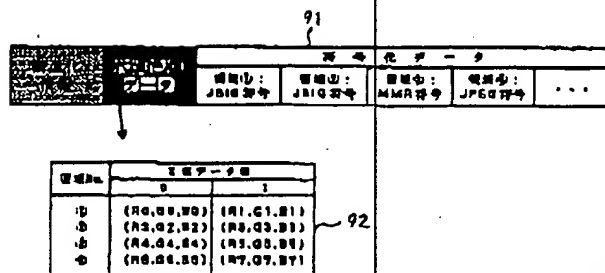 91
符 号 化 デ ー タ
データ
領域①: JBIG符号
領域②: JBIG符号
領域③: MMR符号
領域④: JPEG符号
...
領域No.
0 1
① (R0,G0,B0) (R1,G1,B1)
② (R2,G2,B2) (R3,G3,B3)
③ (R4,G4,B4) (R5,G5,B5)
④ (R6,G6,B6) (R7,G7,B7)
92